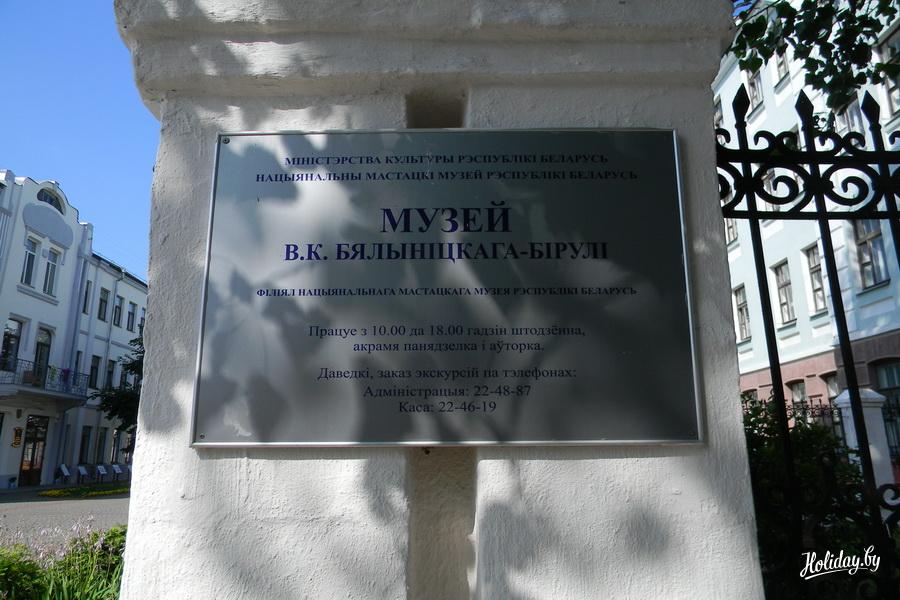 МІНІСТЭРСТВА КУЛЬТУРЫ РЭСПУБЛІКІ БЕЛАРУСЬ
НАЦЫЯНАЛЬНЫ МАСТАЦКІ МУЗЕЙ РЭСПУБЛІКІ БЕЛАРУСЬ
МУЗЕЙ
В.К. БЯЛЫНІЦКАГА-БІРУЛІ
ФІЛІЯЛ НАЦЫЯНАЛЬНАГА МАСТАЦКАГА МУЗЕЯ РЭСПУБЛІКІ БЕЛАРУСЬ
Працуе з 10.00 да 18.00 гадзін штодзённа,
акрамя панядзелка і аўторка.
Даведкі, заказ экскурсій па тэлефонах:
Адміністрацыя: 22-48-87
Каса: 22-46-19
Holiday.by